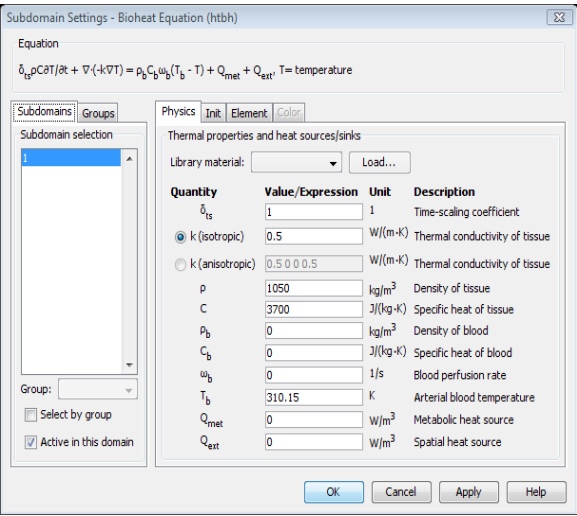 Subdomain Settings - Bioheat Equation (htbh)
Equation
δtsρC∂T/∂t + ∇·(-k∇T) = ρbCbωb(Tb - T) + Qmet + Qext, T= temperature
Subdomains Groups
Physics Init Element Color
Subdomain selection
1
Thermal properties and heat sources/sinks
Library material: Load...
Quantity Value/Expression Unit Description
δts 1 1 Time-scaling coefficient
k (isotropic) 0.5 W/(m·K) Thermal conductivity of tissue
k (anisotropic) 0.5 0 0 0.5 W/(m·K) Thermal conductivity of tissue
ρ 1050 kg/m³ Density of tissue
C 3700 J/(kg·K) Specific heat of tissue
ρb 0 kg/m³ Density of blood
Cb 0 J/(kg·K) Specific heat of blood
ωb 0 1/s Blood perfusion rate
Tb 310.15 K Arterial blood temperature
Qmet 0 W/m³ Metabolic heat source
Qext 0 W/m³ Spatial heat source
Group:
Select by group
Active in this domain
OK Cancel Apply Help